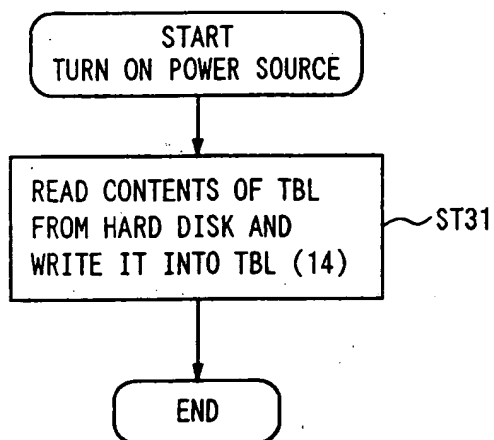 START
TURN ON POWER SOURCE
READ CONTENTS OF TBL
FROM HARD DISK AND
WRITE IT INTO TBL (14)
ST31
END